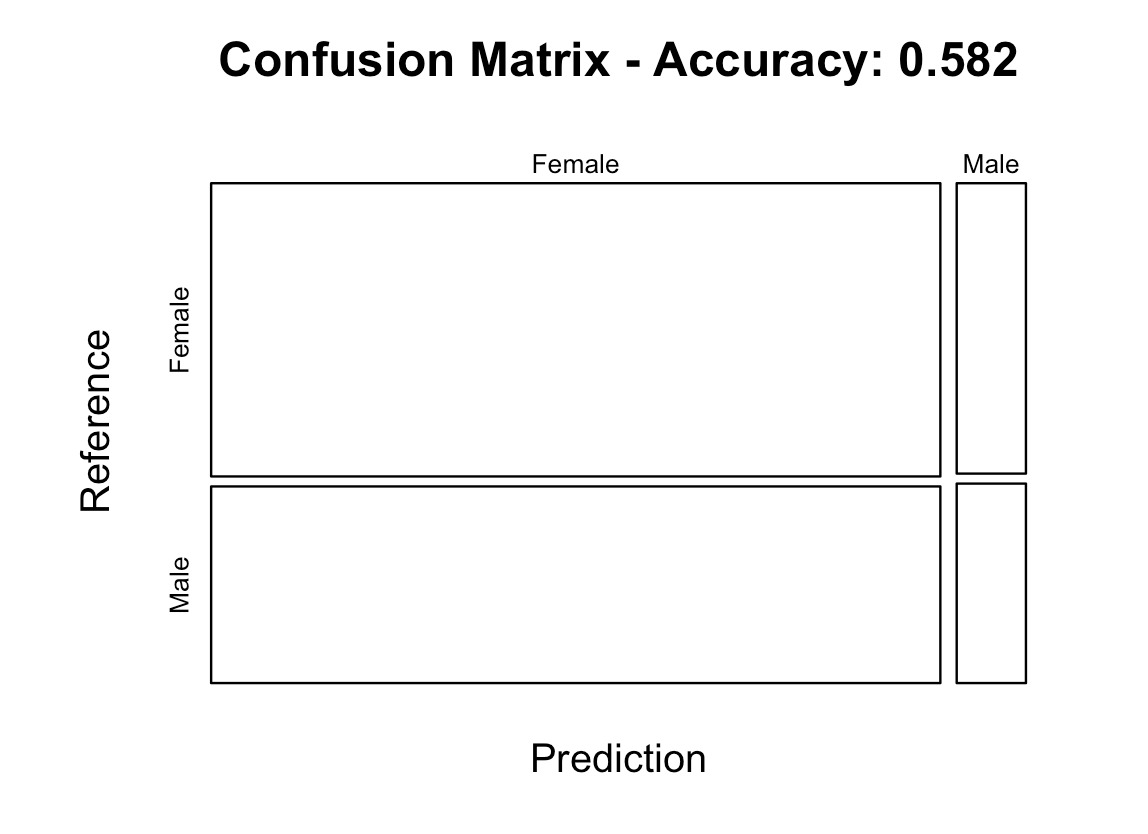 Confusion Matrix - Accuracy: 0.582
Female
Male
Female
Male
Reference
Prediction